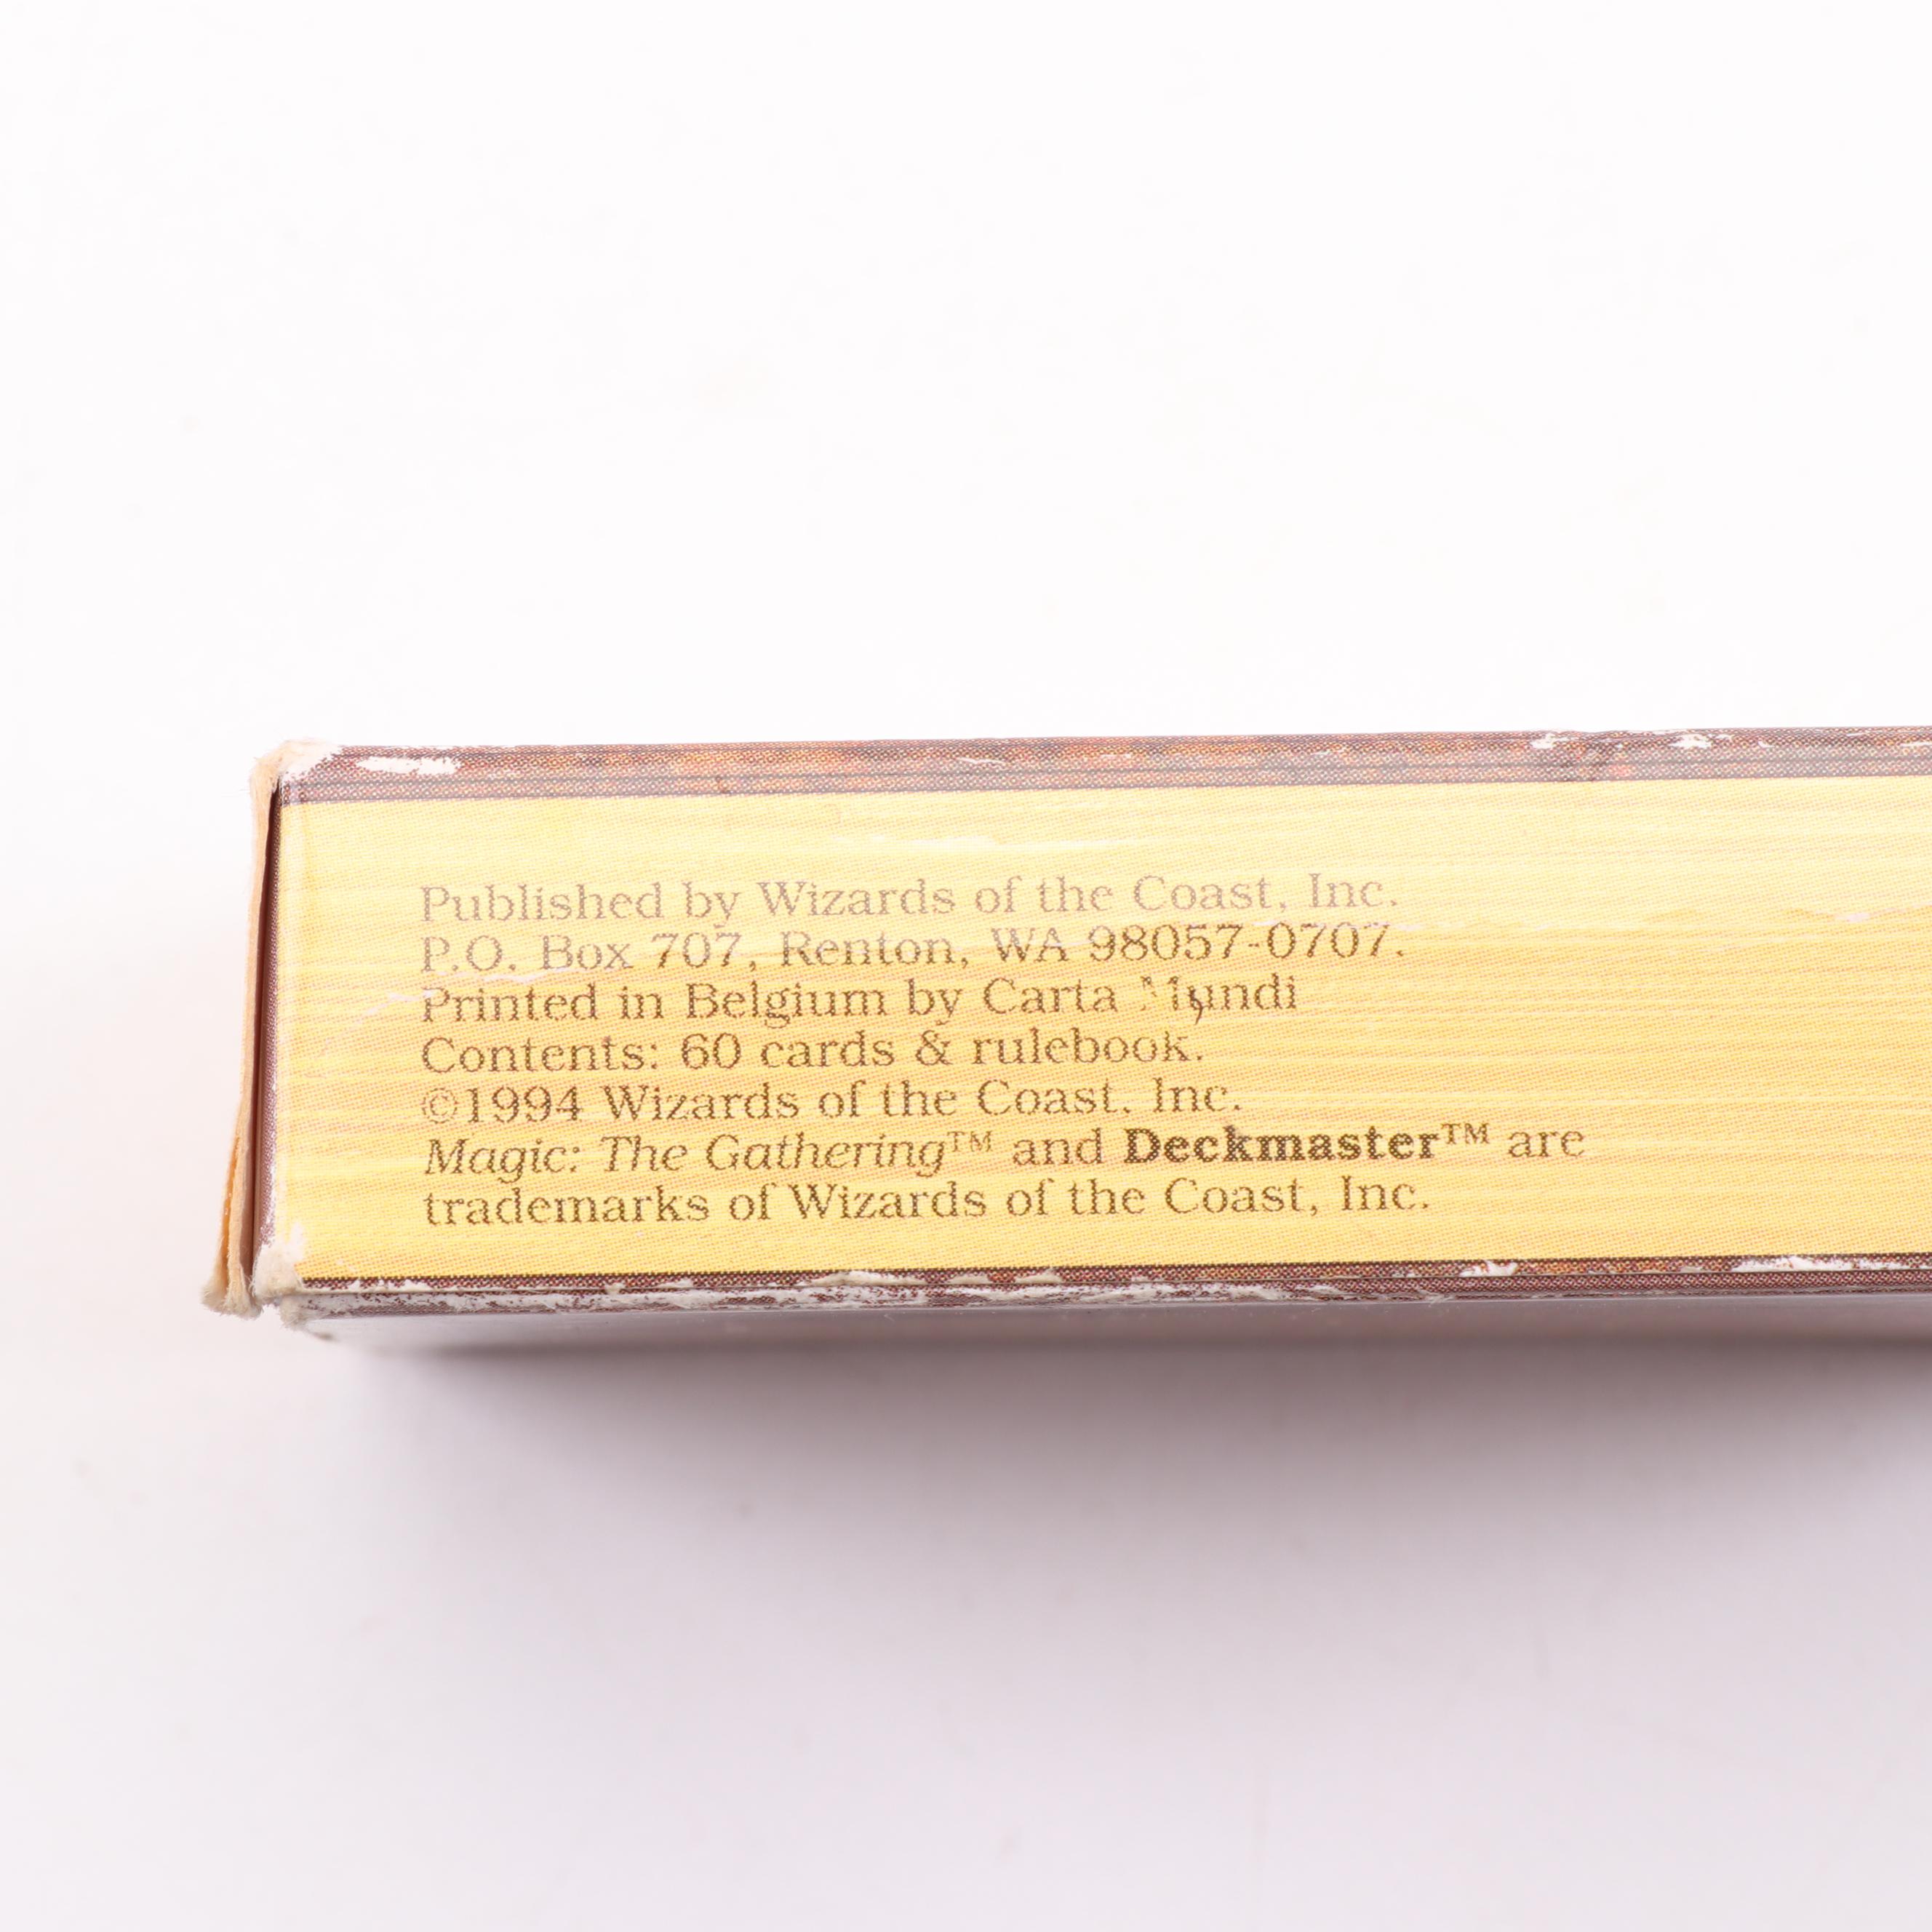 Published by Wizards of the Coast, Inc.
P.O. Box 707, Renton, WA 98057-0707.
Printed in Belgium by Carta Mundi
Contents: 60 cards & rulebook.
©1994 Wizards of the Coast, Inc.
Magic: The Gathering™ and Deckmaster™ are
trademarks of Wizards of the Coast, Inc.